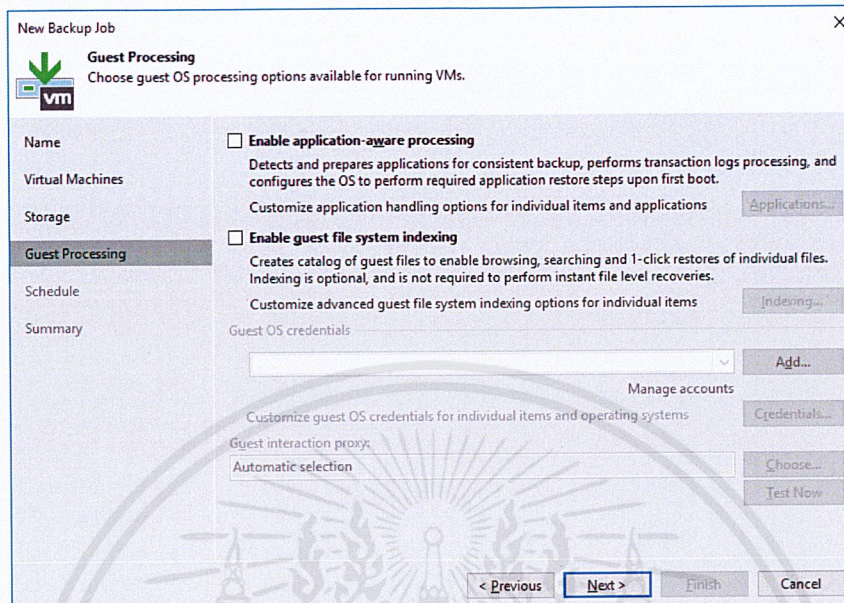 New Backup Job
Guest Processing
Choose guest OS processing options available for running VMs.
vm
Name
Virtual Machines
Storage
Guest Processing
Schedule
Summary
Enable application-aware processing
Detects and prepares applications for consistent backup, performs transaction logs processing, and
configures the OS to perform required application restore steps upon first boot.
Customize application handling options for individual items and applications
Applications...
Enable guest file system indexing
Creates catalog of guest files to enable browsing, searching and 1-click restores of individual files.
Indexing is optional, and is not required to perform instant file level recoveries.
Customize advanced guest file system indexing options for individual items
Indexing...
Guest OS credentials
Add...
Manage accounts
Customize guest OS credentials for individual items and operating systems
Credentials...
Guest interaction proxy:
Automatic selection
Choose...
Test Now
< Previous
Next >
Finish
Cancel